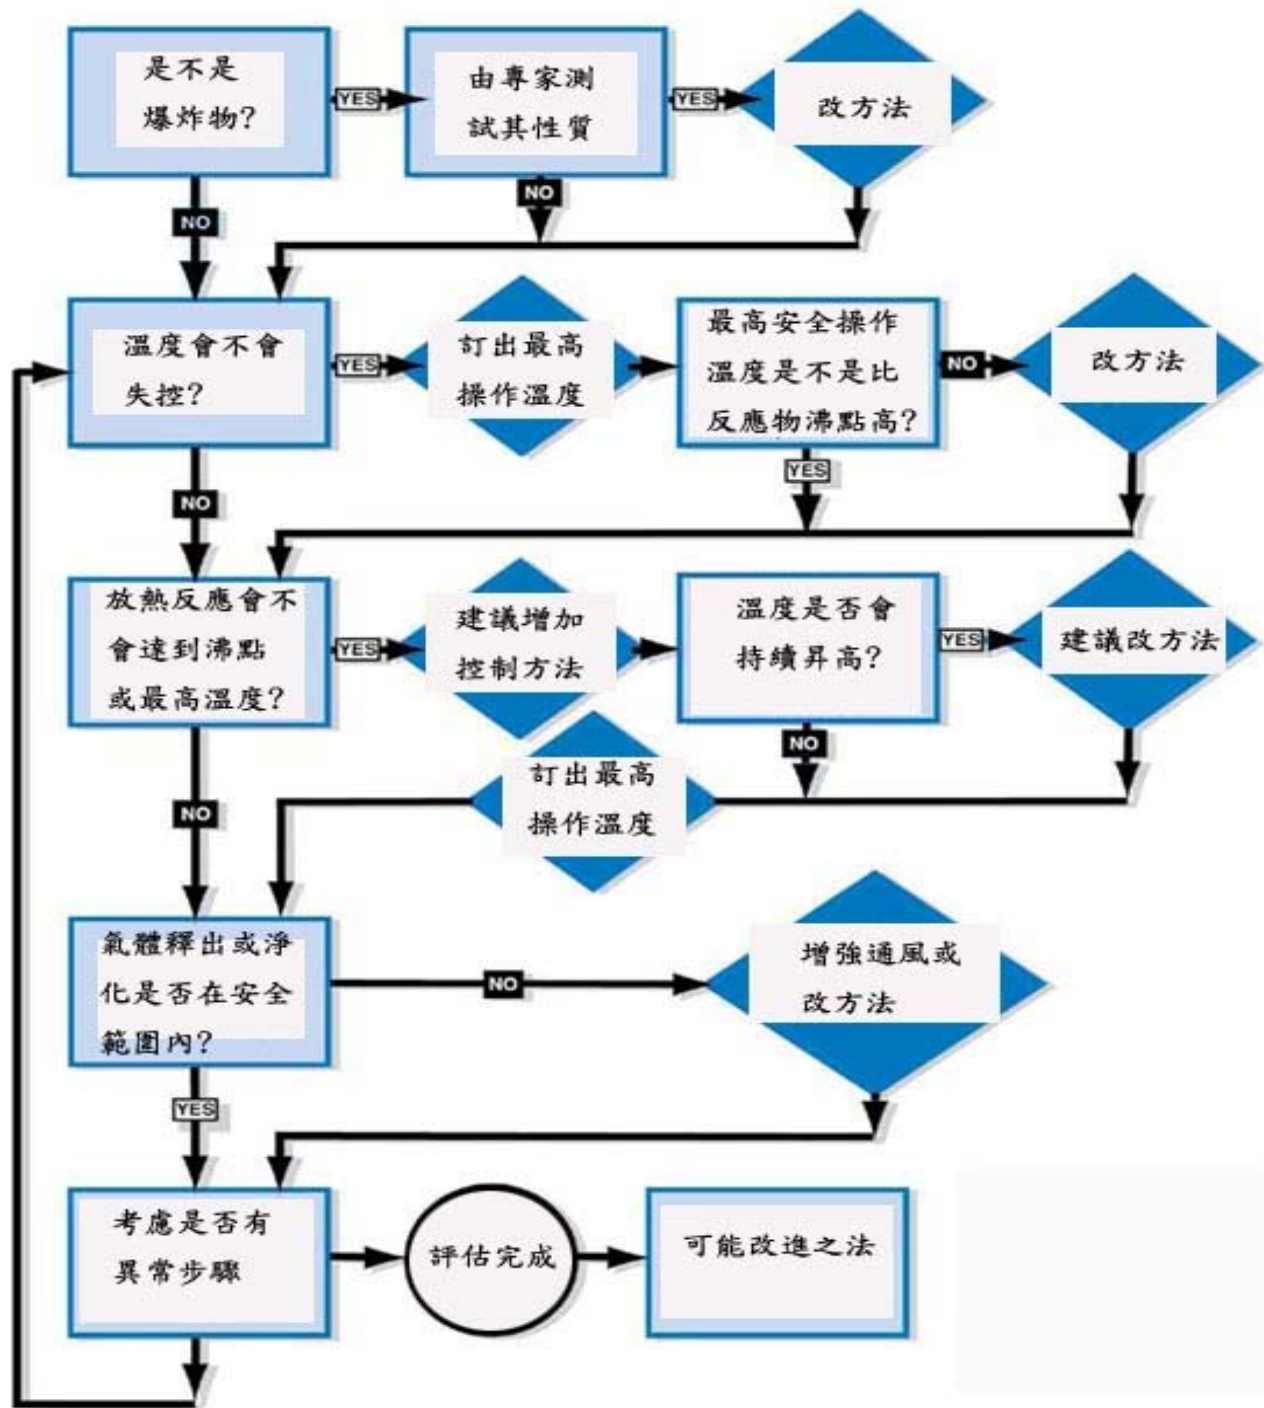 是不是
爆炸物?
YES
由專家測
試其性質
YES
改方法
NO
NO
溫度會不會
失控?
YES
訂出最高
操作溫度
最高安全操作
溫度是不是比
反應物沸點高?
NO
改方法
YES
NO
放熱反應會不
會達到沸點
或最高溫度?
YES
建議增加
控制方法
溫度是否會
持續昇高?
YES
建議改方法
NO
訂出最高
操作溫度
NO
氣體釋出或淨
化是否在安全
範圍內?
NO
增強通風或
改方法
YES
考慮是否有
異常步驟
評估完成
可能改進之法